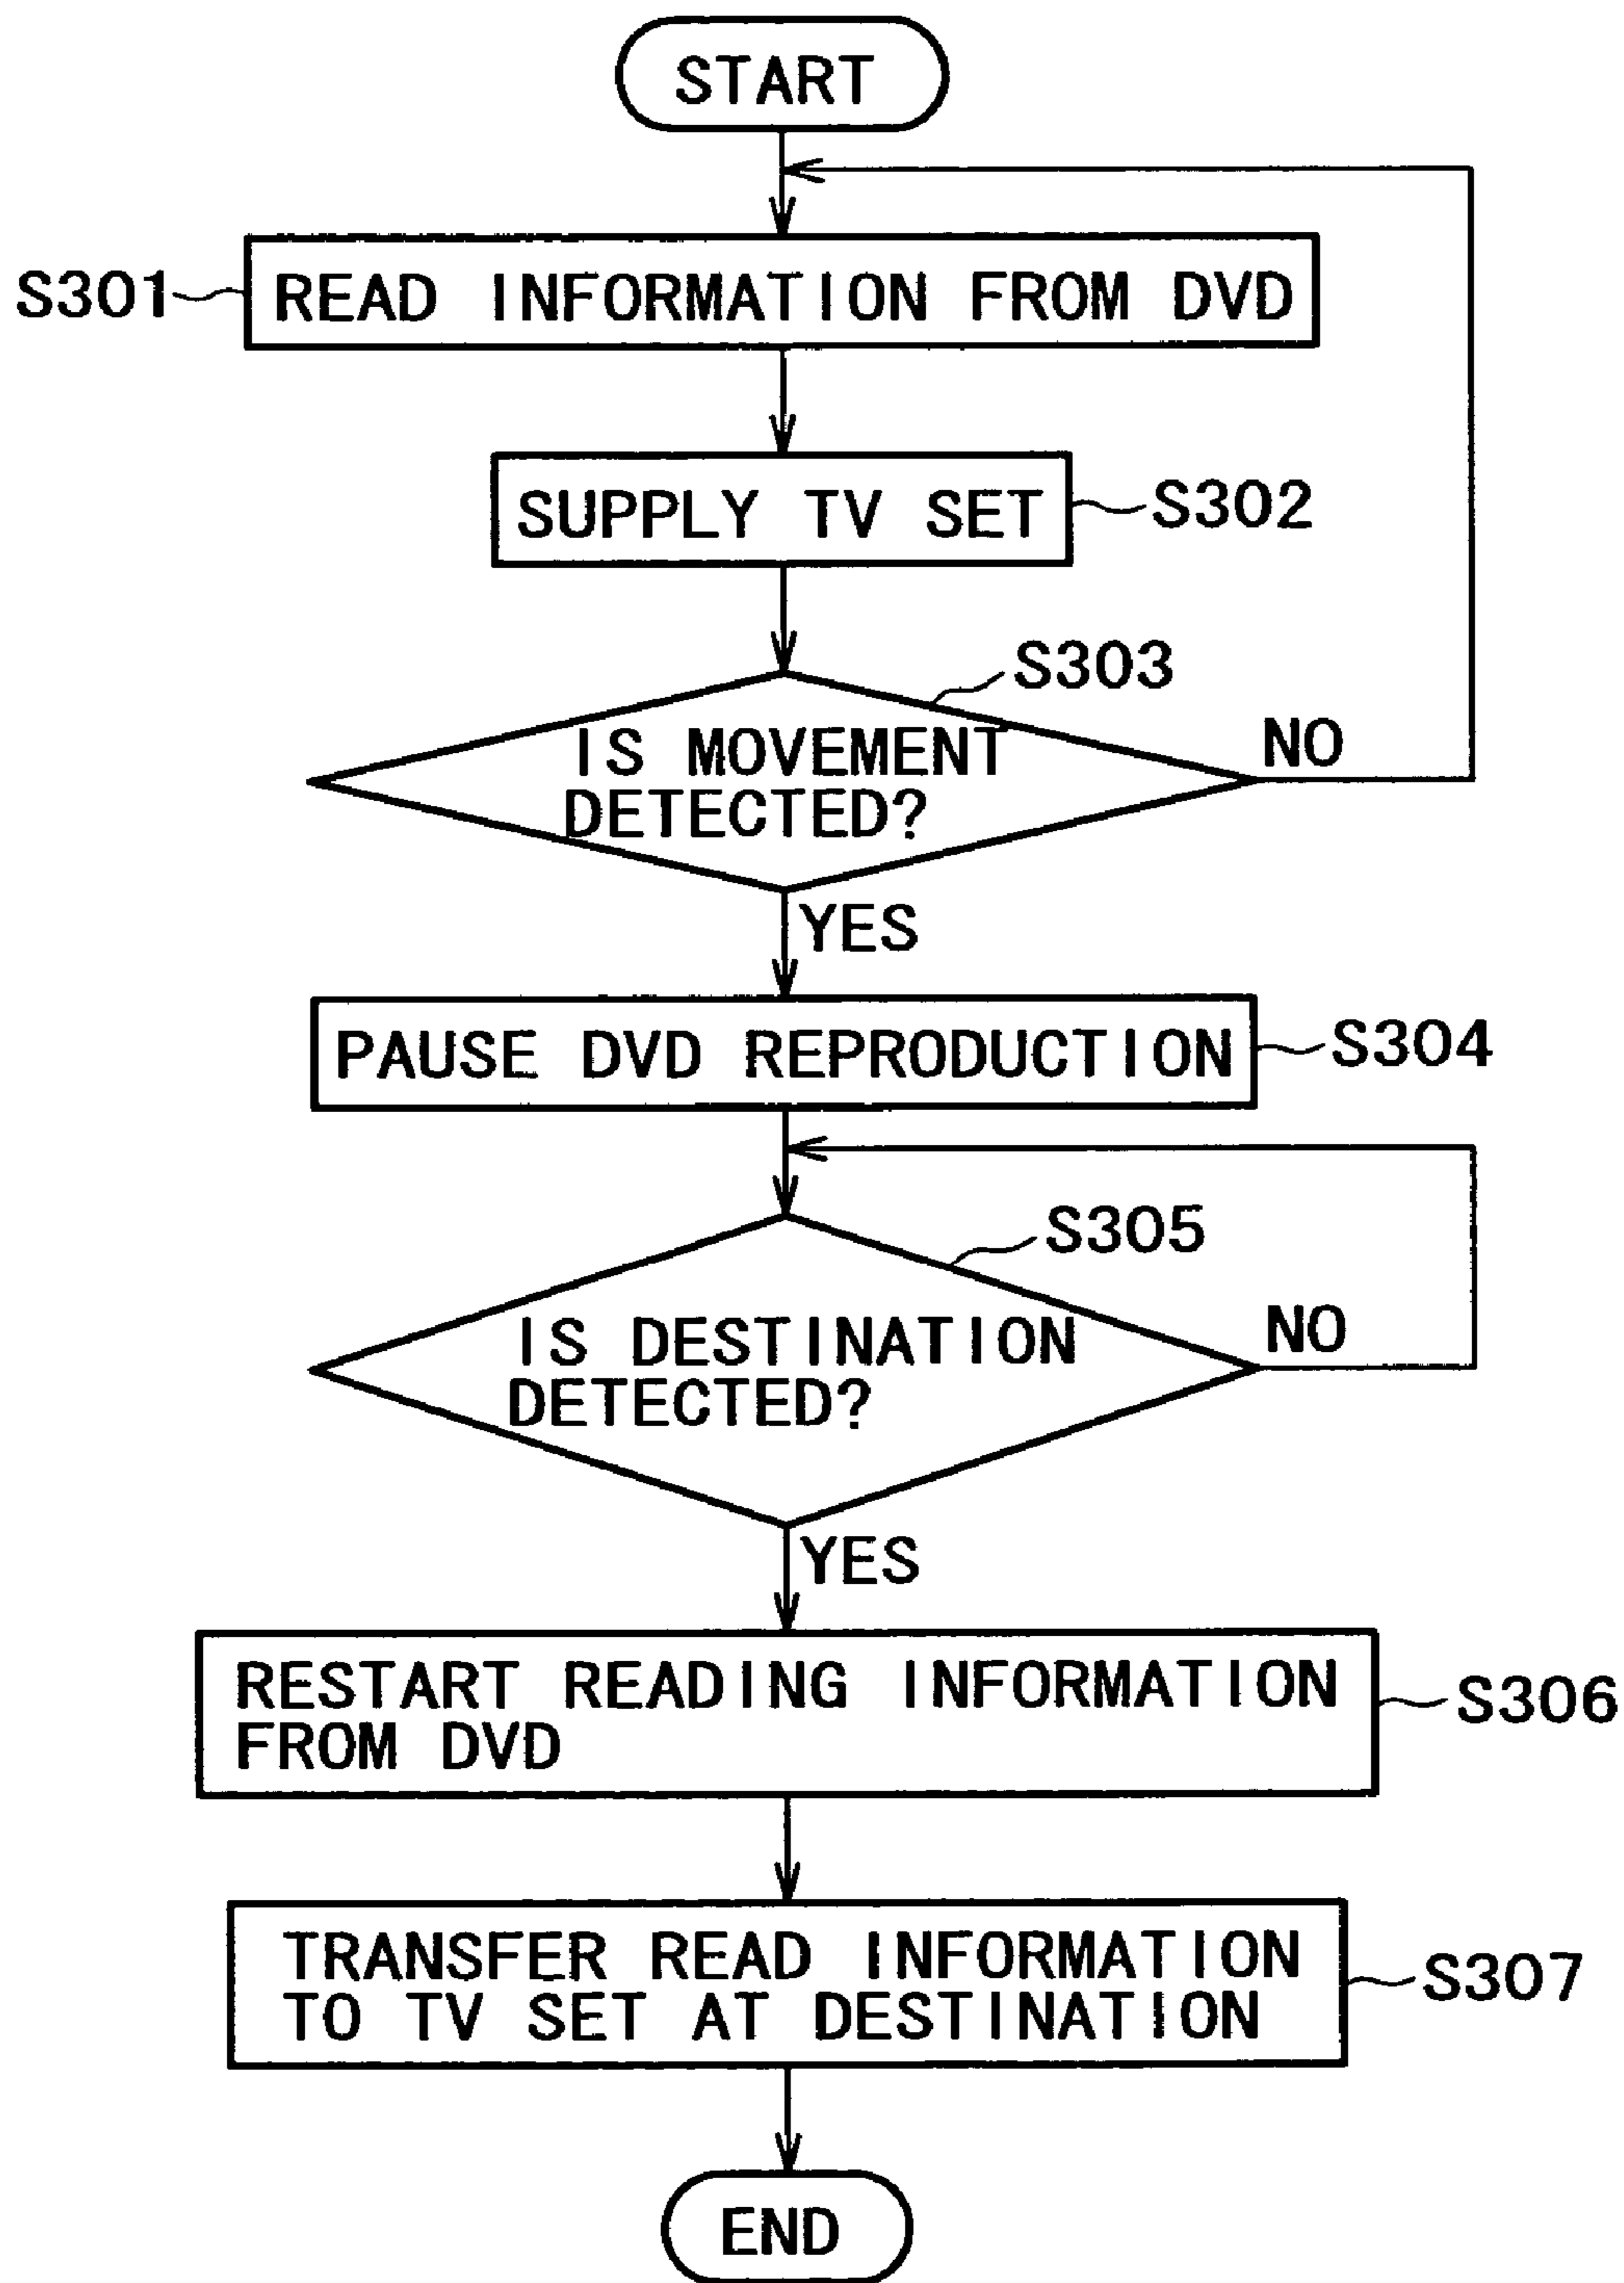 START
S301
READ INFORMATION FROM DVD
SUPPLY TV SET
S302
S303
IS MOVEMENT
DETECTED?
NO
YES
PAUSE DVD REPRODUCTION
S304
S305
IS DESTINATION
DETECTED?
NO
YES
RESTART READING INFORMATION
FROM DVD
S306
TRANSFER READ INFORMATION
TO TV SET AT DESTINATION
S307
END